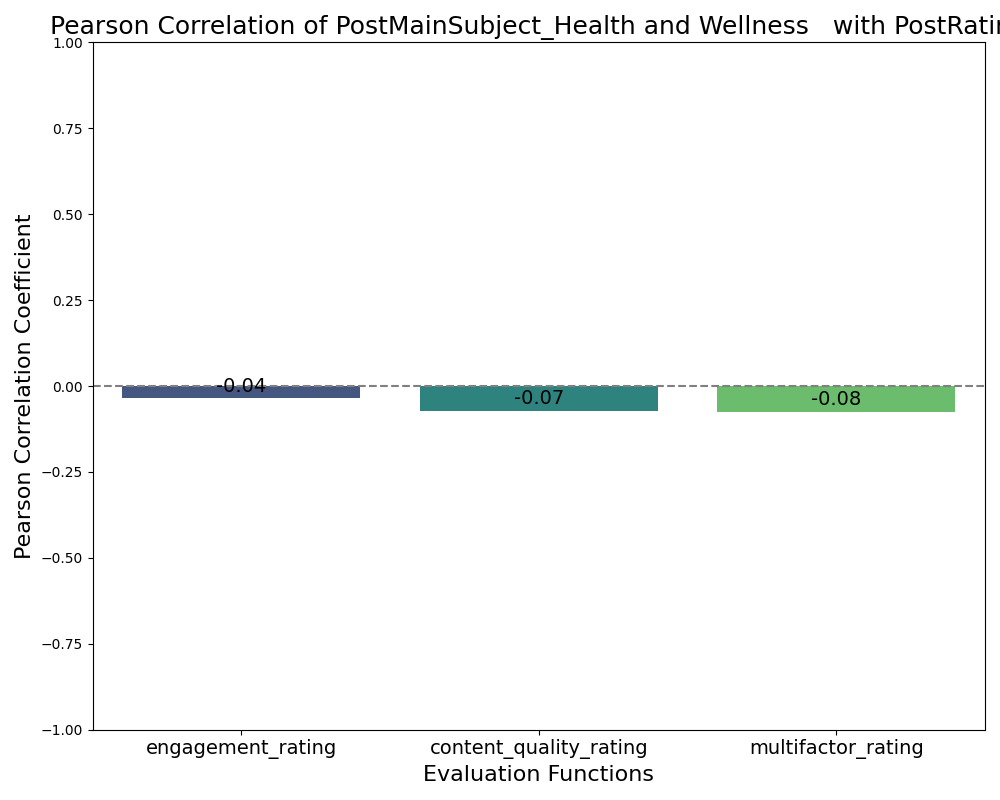 Pearson Correlation of PostMainSubject_Health and Wellness   with PostRatin
1.00
0.75
0.50
0.25
0.00
−0.25
−0.50
−0.75
−1.00
Pearson Correlation Coefficient
-0.04
-0.07
-0.08
engagement_rating
content_quality_rating
multifactor_rating
Evaluation Functions